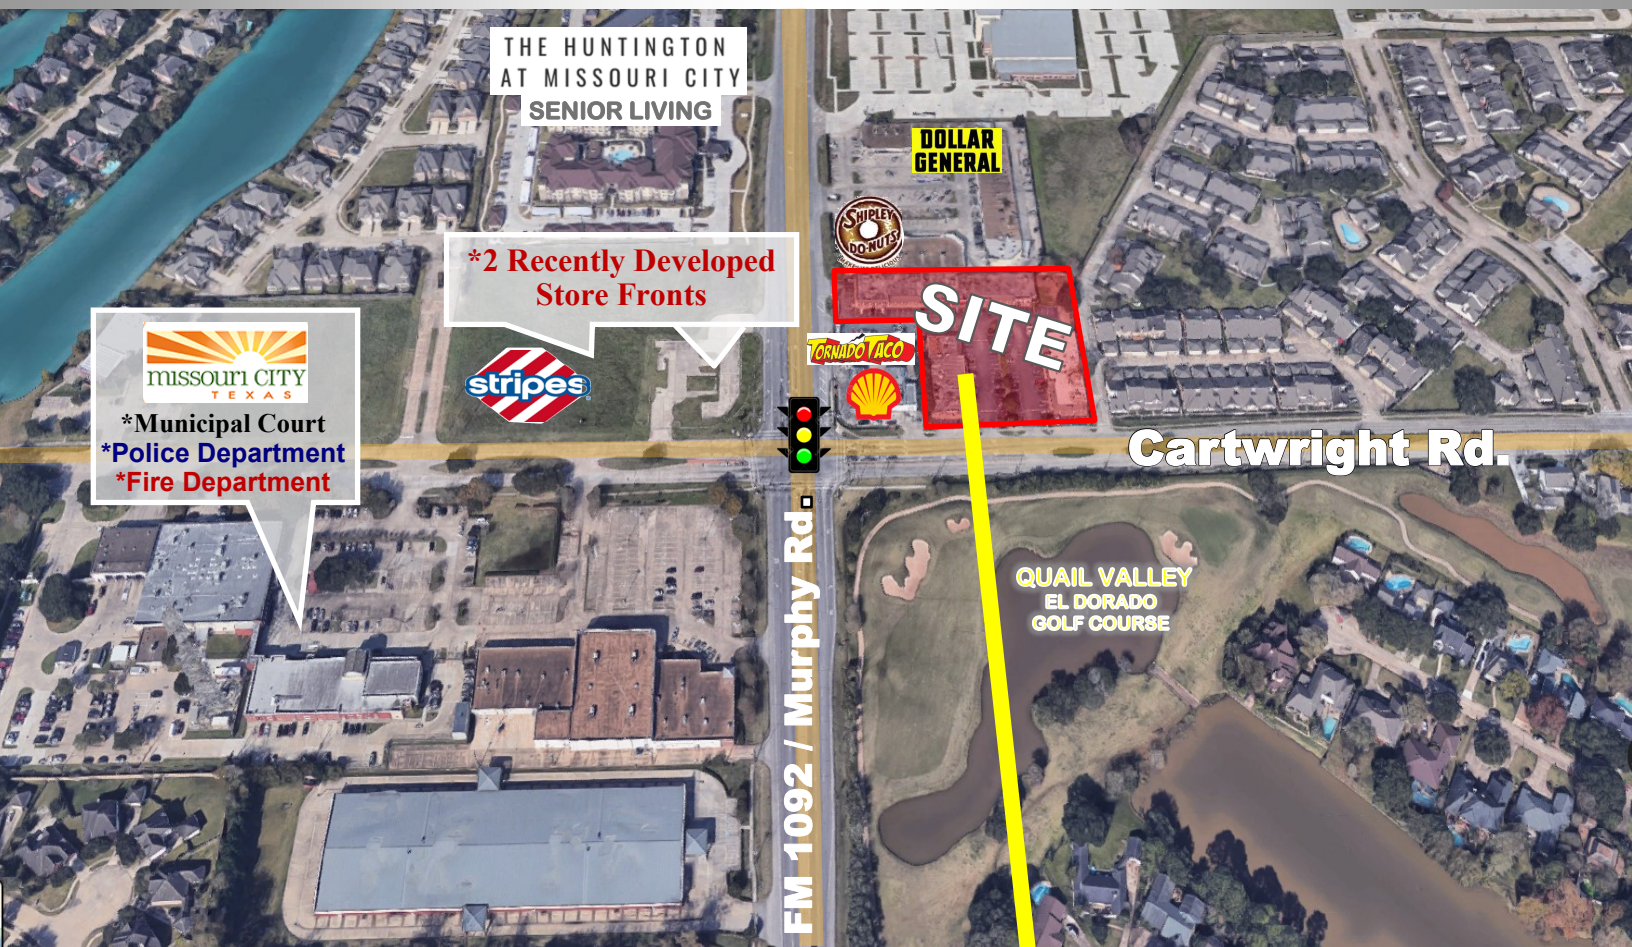 THE HUNTINGTON
AT MISSOURI CITY
SENIOR LIVING
DOLLAR
GENERAL
SHIPLEY
DO-NUTS
*2 Recently Developed
Store Fronts
SITE
TORNADO TACO
stripes
missouri CITY
TEXAS
*Municipal Court
*Police Department
*Fire Department
Cartwright Rd.
FM 1092 / Murphy Rd.
QUAIL VALLEY
EL DORADO
GOLF COURSE